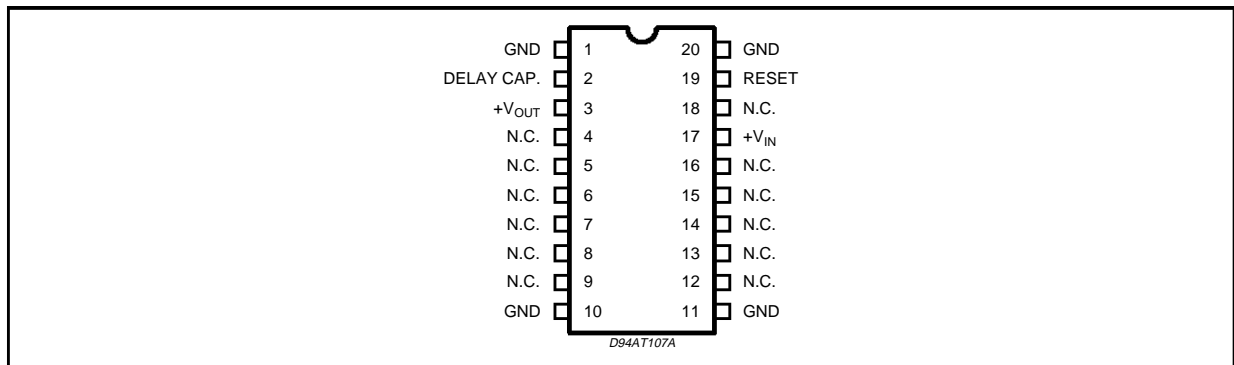 GND 1 20 GND
DELAY CAP. 2 19 RESET
+VOUT 3 18 N.C.
N.C. 4 17 +VIN
N.C. 5 16 N.C.
N.C. 6 15 N.C.
N.C. 7 14 N.C.
N.C. 8 13 N.C.
N.C. 9 12 N.C.
GND 10 11 GND
D94AT107A